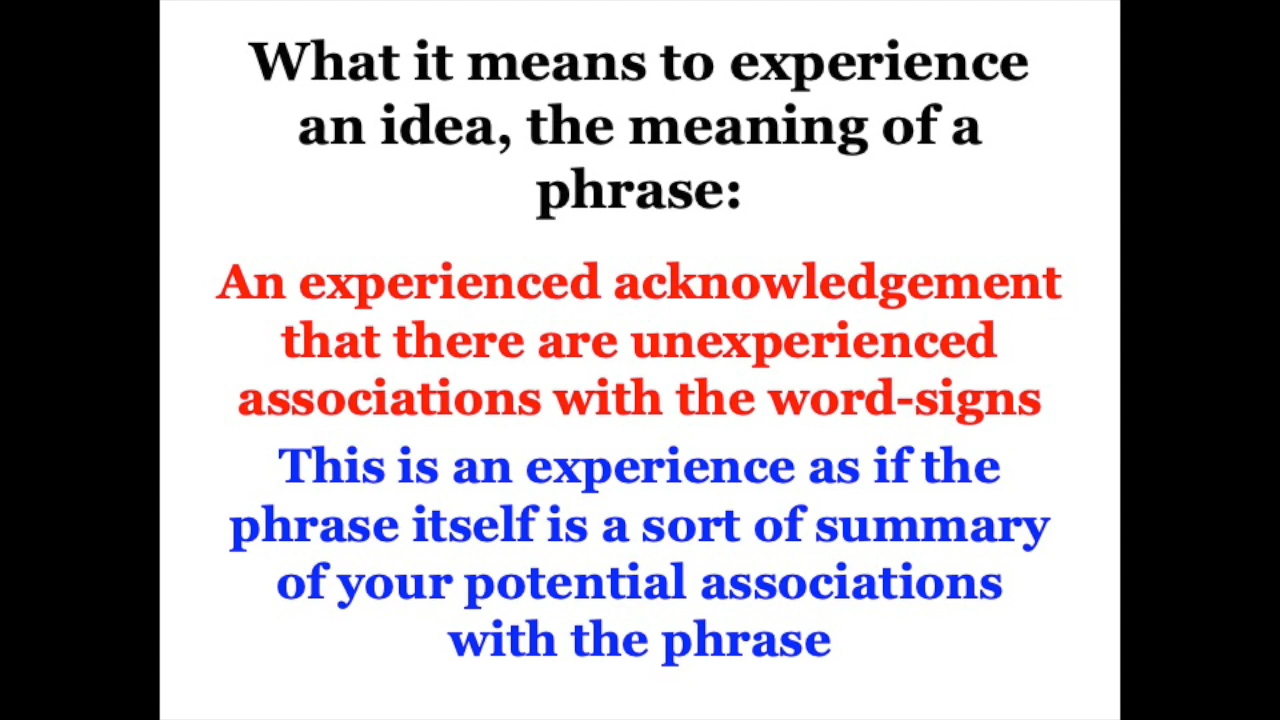 What it means to experience
an idea, the meaning of a
phrase:
An experienced acknowledgement
that there are unexperienced
associations with the word-signs
This is an experience as if the
phrase itself is a sort of summary
of your potential associations
with the phrase